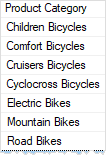 Product Category
Children Bicycles
Comfort Bicycles
Cruisers Bicycles
Cyclocross Bicycles
Electric Bikes
Mountain Bikes
Road Bikes